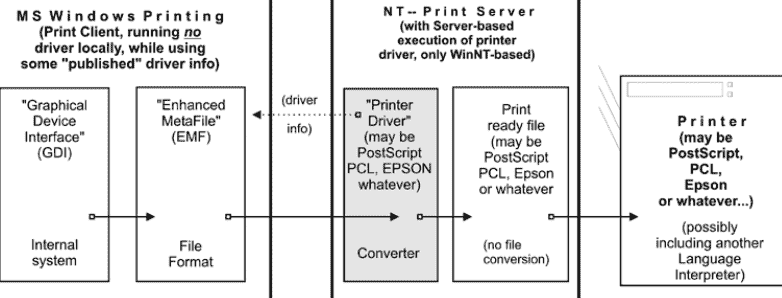 MS Windows Printing
(Print Client, running no
driver locally, while using
some "published" driver info)
NT-- Print Server
(with Server-based
execution of printer
driver, only WinNT-based)
"Graphical
Device
Interface"
(GDI)
Internal
system
"Enhanced
MetaFile"
(EMF)
File
Format
(driver
info)
"Printer
Driver"
(may be
PostScript
PCL, EPSON
whatever)
Converter
Print
ready file
(may be
PostScript
PCL, Epson
or whatever
(no file
conversion)
Printer
(may be
PostScript,
PCL,
Epson
or whatever...)
(possibly
including another
Language
Interpreter)